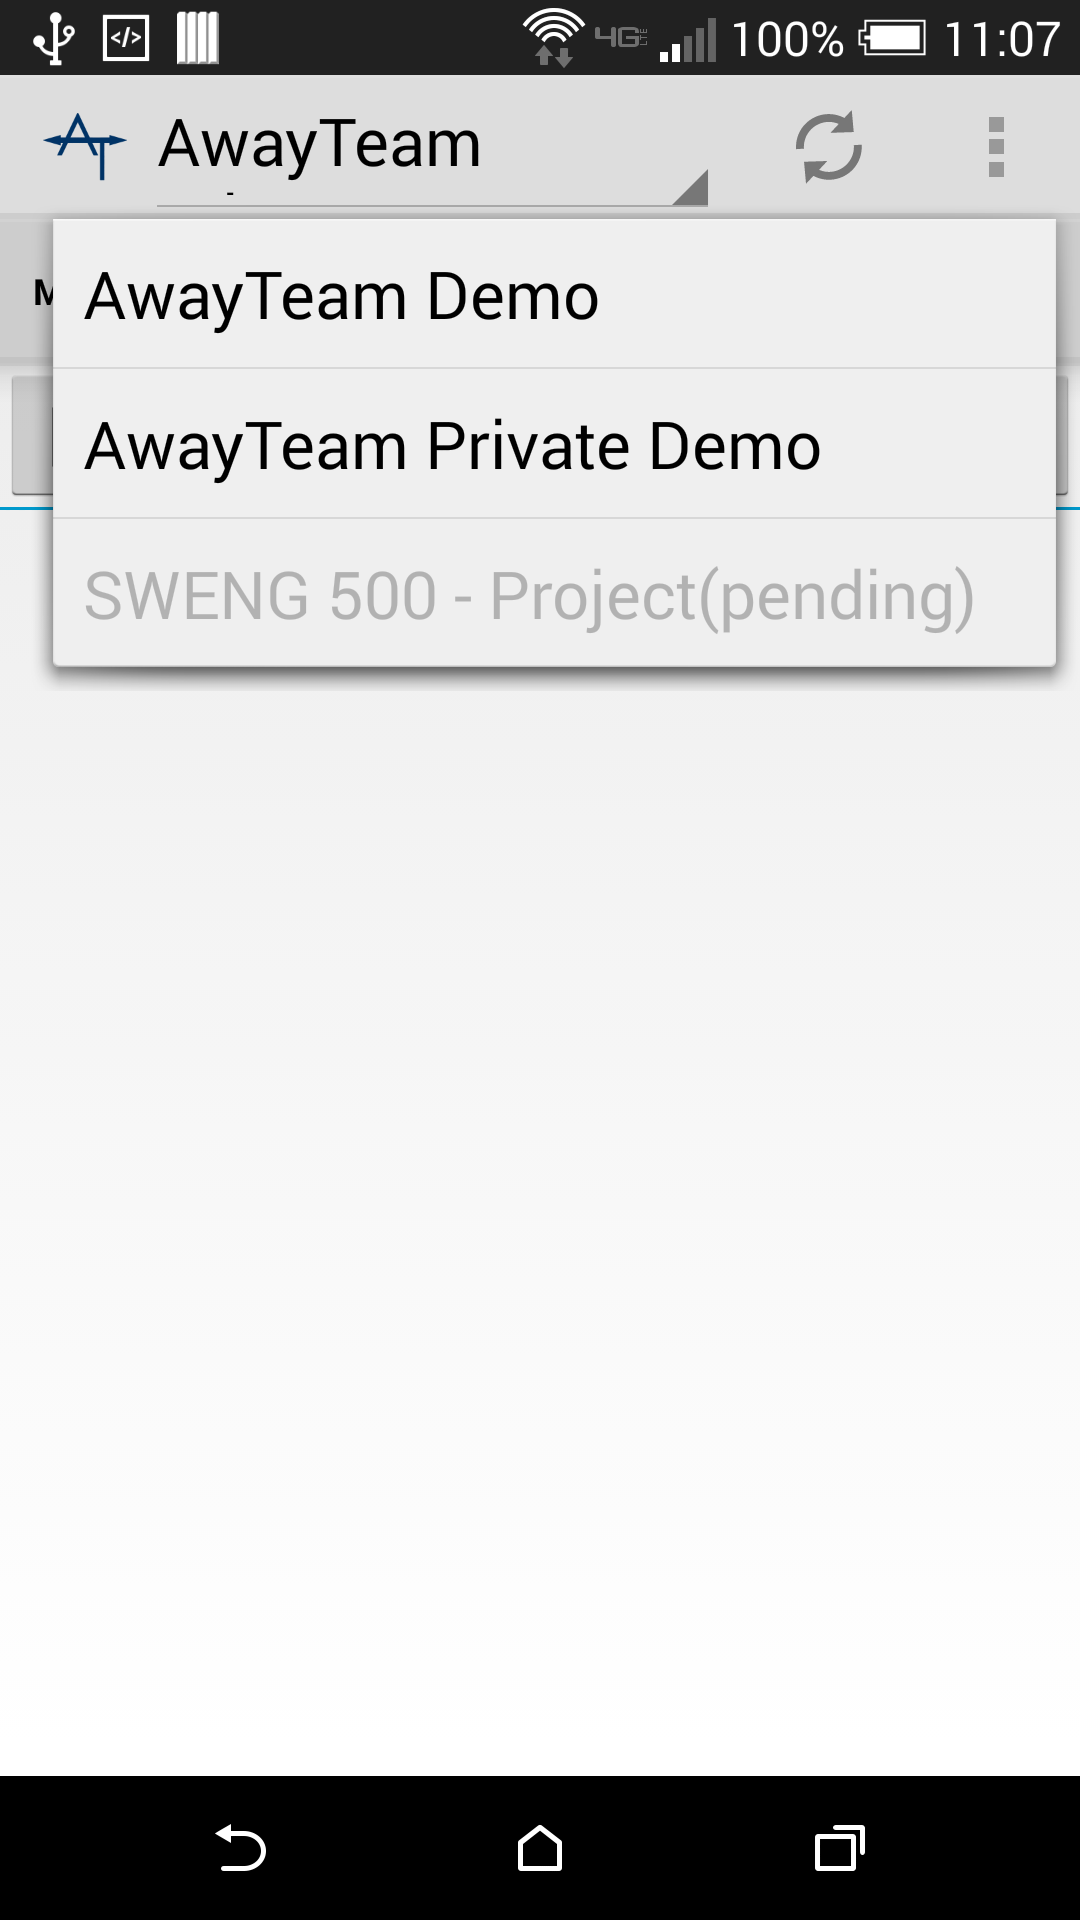 100% 11:07
AwayTeam
AwayTeam Demo
AwayTeam Private Demo
SWENG 500 - Project(pending)